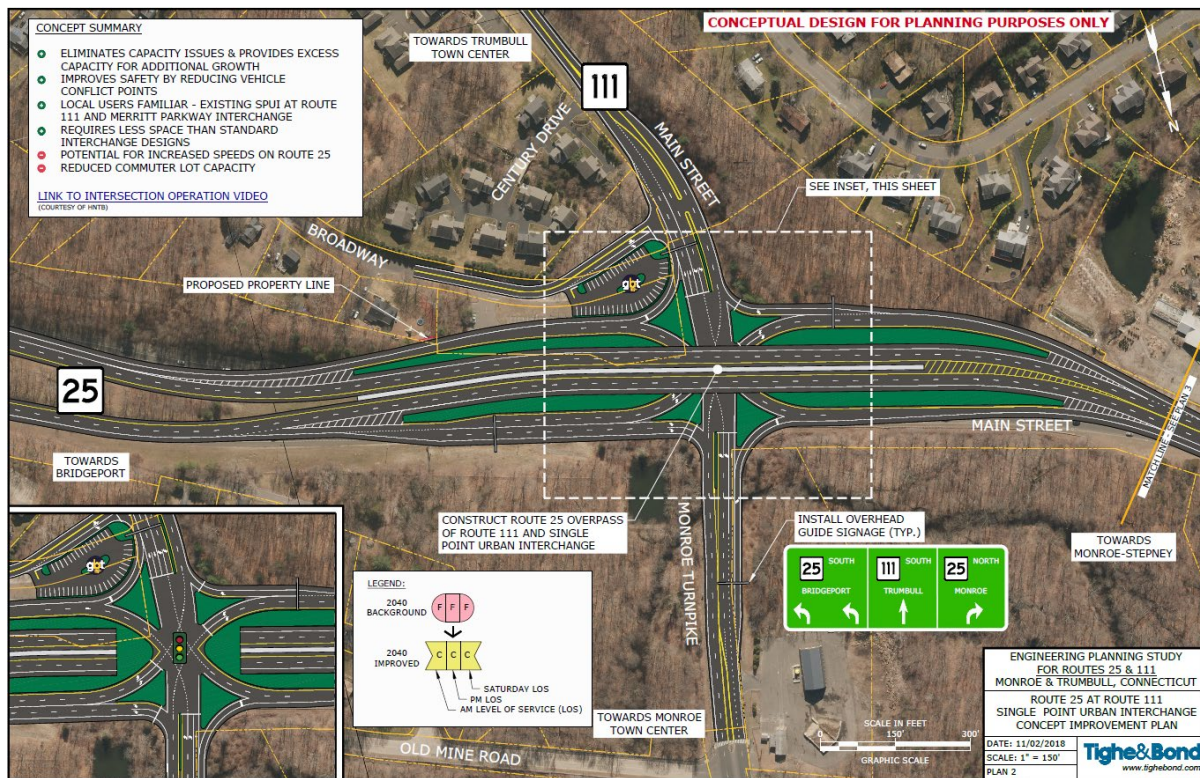 CONCEPT SUMMARY
ELIMINATES CAPACITY ISSUES & PROVIDES EXCESS
CAPACITY FOR ADDITIONAL GROWTH
IMPROVES SAFETY BY REDUCING VEHICLE
CONFLICT POINTS
LOCAL USERS FAMILIAR - EXISTING SPUI AT ROUTE
111 AND MERRITT PARKWAY INTERCHANGE
REQUIRES LESS SPACE THAN STANDARD
INTERCHANGE DESIGNS
POTENTIAL FOR INCREASED SPEEDS ON ROUTE 25
REDUCED COMMUTER LOT CAPACITY
LINK TO INTERSECTION OPERATION VIDEO
(COURTESY OF HNTB)
CONCEPTUAL DESIGN FOR PLANNING PURPOSES ONLY
TOWARDS TRUMBULL
TOWN CENTER
111
MAIN STREET
CENTURY DRIVE
N
SEE INSET, THIS SHEET
BROADWAY
PROPOSED PROPERTY LINE
gbt
25
TOWARDS
BRIDGEPORT
MAIN STREET
MATCH LINE - SEE PLAN 3
TOWARDS
MONROE-STEPNEY
CONSTRUCT ROUTE 25 OVERPASS
OF ROUTE 111 AND SINGLE
POINT URBAN INTERCHANGE
MONROE TURNPIKE
INSTALL OVERHEAD
GUIDE SIGNAGE (TYP.)
25 SOUTH
BRIDGEPORT
111 SOUTH
TRUMBULL
25 NORTH
MONROE
gbt
LEGEND:
2040
BACKGROUND
F F F
2040
IMPROVED
C C C
SATURDAY LOS
PM LOS
AM LEVEL OF SERVICE (LOS)
TOWARDS MONROE
TOWN CENTER
OLD MINE ROAD
SCALE IN FEET
0 150' 300'
GRAPHIC SCALE
ENGINEERING PLANNING STUDY
FOR ROUTES 25 & 111
MONROE & TRUMBULL, CONNECTICUT
ROUTE 25 AT ROUTE 111
SINGLE POINT URBAN INTERCHANGE
CONCEPT IMPROVEMENT PLAN
DATE: 11/02/2018
SCALE: 1" = 150'
PLAN 2
Tighe&Bond
www.tighebond.com